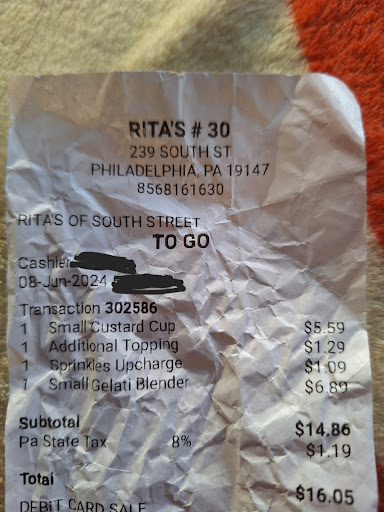 RITA'S # 30
239 SOUTH ST
PHILADELPHIA, PA 19147
8568161630
RITA'S OF SOUTH STREET
TO GO
Cashier
08-Jun-2024
Transaction 302586
1 Small Custard Cup $5.59
1 Additional Topping $1.29
1 Sprinkles Upcharge $1.09
1 Small Gelati Blender $6.89
Subtotal $14.86
Pa State Tax 8% $1.19
Total $16.05
DEBIT CARD SALE